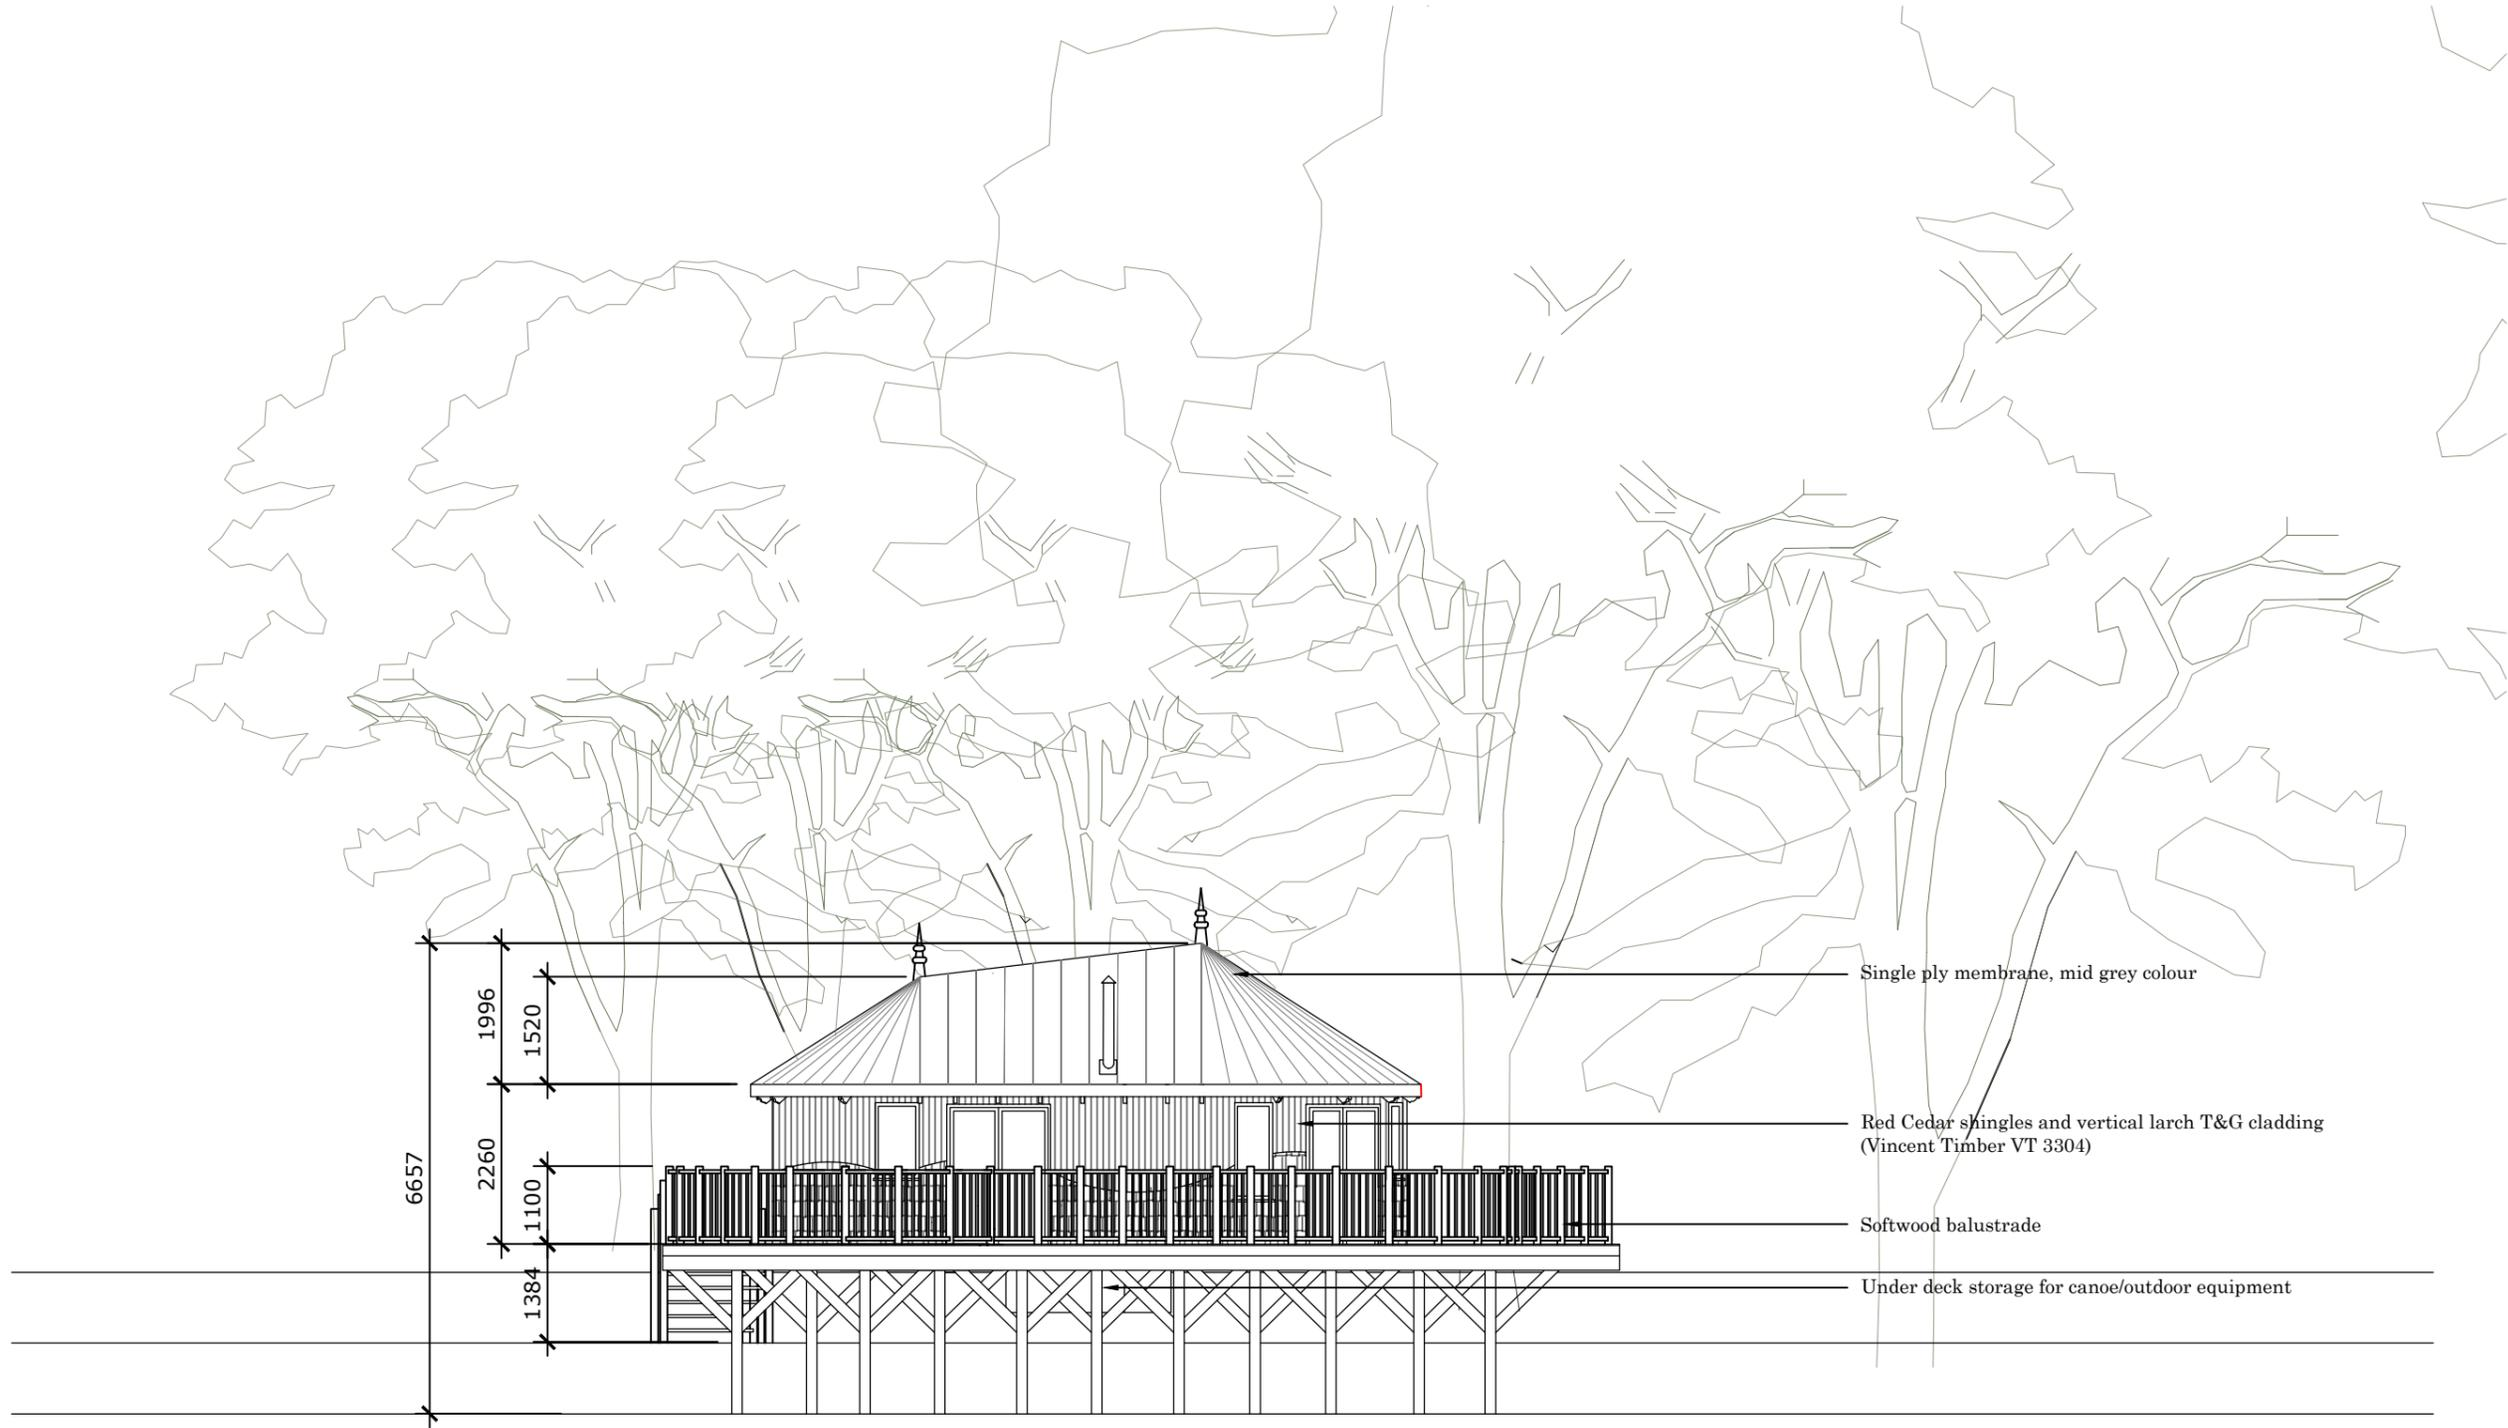 Single ply membrane, mid grey colour
1996
1520
Red Cedar shingles and vertical larch T&G cladding
(Vincent Timber VT 3304)
6657
2260
1100
Softwood balustrade
1384
Under deck storage for canoe/outdoor equipment